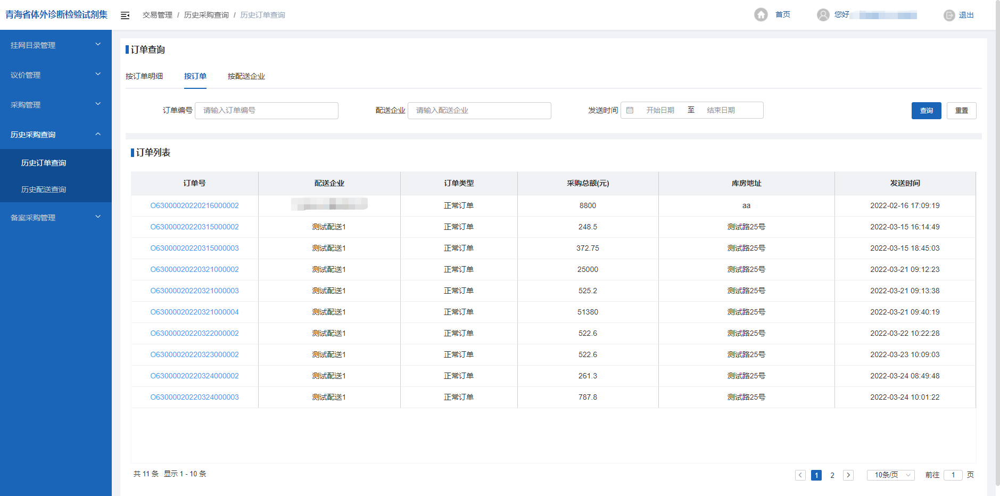 青海省体外诊断检验试剂集
交易管理 / 历史采购查询 / 历史订单查询
首页
您好
退出
挂网目录管理
议价管理
采购管理
历史采购查询
历史订单查询
历史配送查询
备案采购管理
订单查询
按订单明细 按订单 按配送企业
订单编号 请输入订单编号 配送企业 请输入配送企业 发送时间 开始日期 至 结束日期 查询 重置
订单列表
订单号 配送企业 订单类型 采购总额(元) 库房地址 发送时间
O63000020220216000002 正常订单 8800 aa 2022-02-16 17:09:19
O63000020220315000002 测试配送1 正常订单 248.5 测试路25号 2022-03-15 16:14:49
O63000020220315000003 测试配送1 正常订单 372.75 测试路25号 2022-03-15 18:45:03
O63000020220321000002 测试配送1 正常订单 25000 测试路25号 2022-03-21 09:12:23
O63000020220321000003 测试配送1 正常订单 525.2 测试路25号 2022-03-21 09:13:38
O63000020220321000004 测试配送1 正常订单 51380 测试路25号 2022-03-21 09:40:19
O63000020220322000002 测试配送1 正常订单 522.6 测试路25号 2022-03-22 10:22:28
O63000020220323000002 测试配送1 正常订单 522.6 测试路25号 2022-03-23 10:09:03
O63000020220324000002 测试配送1 正常订单 261.3 测试路25号 2022-03-24 08:49:48
O63000020220324000003 测试配送1 正常订单 787.8 测试路25号 2022-03-24 10:01:22
共 11 条 显示 1 - 10 条
1 2 10条/页 前往 1 页